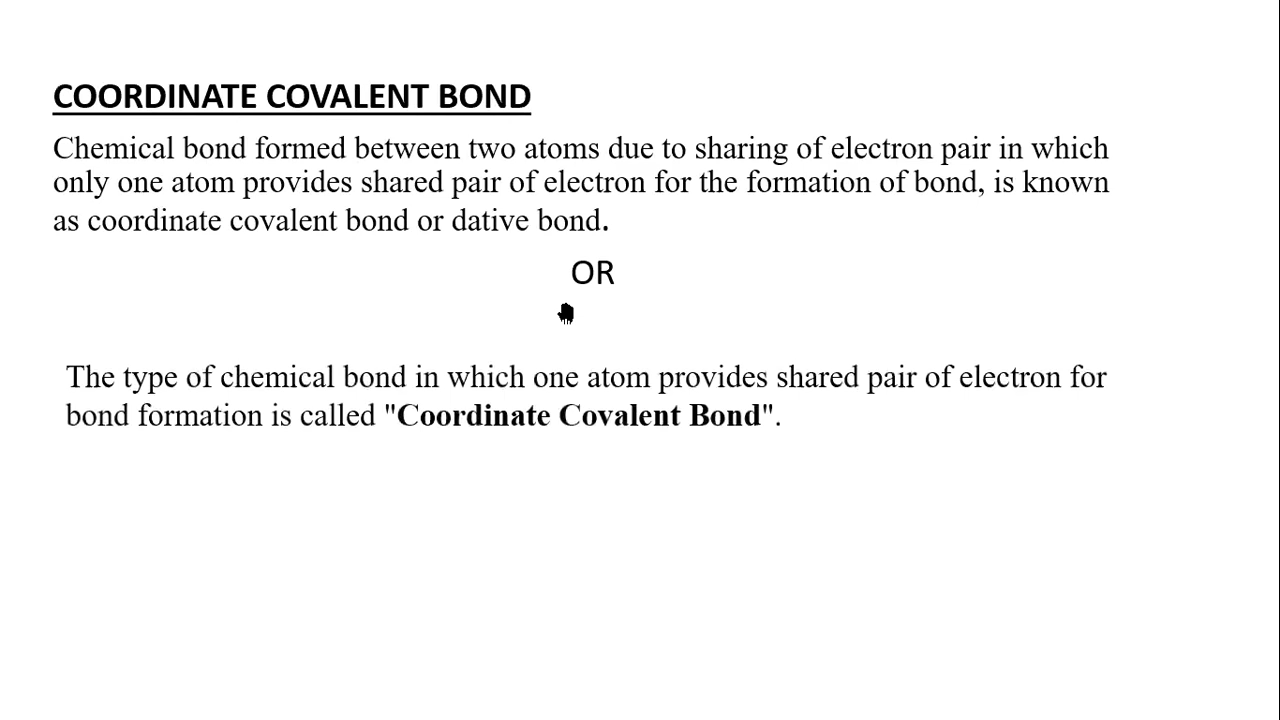 COORDINATE COVALENT BOND
Chemical bond formed between two atoms due to sharing of electron pair in which
only one atom provides shared pair of electron for the formation of bond, is known
as coordinate covalent bond or dative bond.
OR
The type of chemical bond in which one atom provides shared pair of electron for
bond formation is called "Coordinate Covalent Bond".